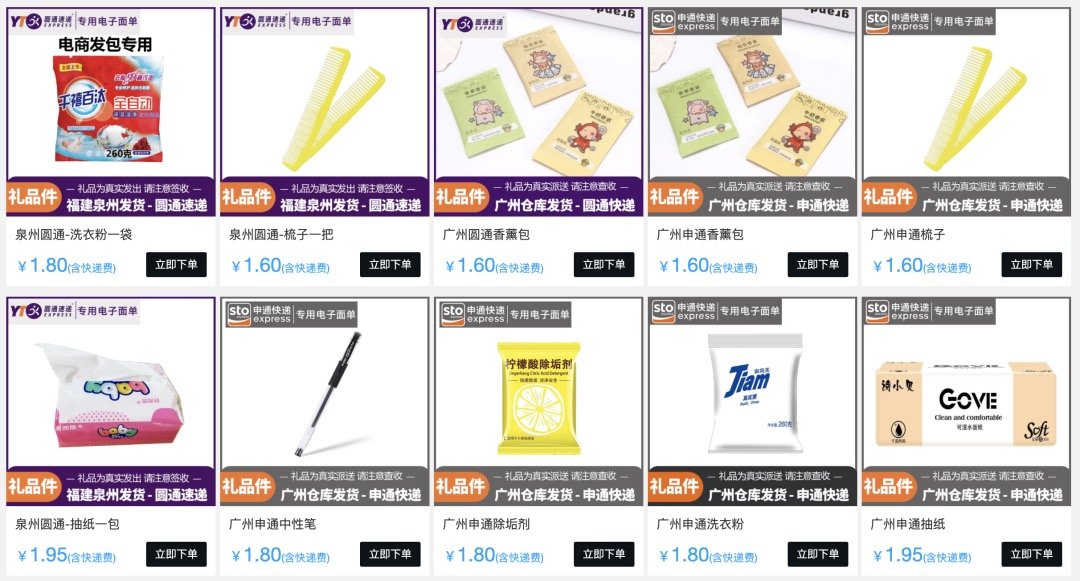 YTO 圆通速递 EXPRESS 专用电子面单
电商发包专用
千禧百汰
全自动
260克
礼品件
礼品为真实发出 请注意签收
福建泉州发货 - 圆通速递
泉州圆通-洗衣粉一袋
￥1.80(含快递费)
立即下单
YTO 圆通速递 EXPRESS 专用电子面单
礼品件
礼品为真实发出 请注意签收
福建泉州发货 - 圆通速递
泉州圆通-梳子一把
￥1.60(含快递费)
立即下单
YTO 圆通速递 EXPRESS
礼品件
礼品为真实派送 请注意查收
广州仓库发货 - 圆通速递
广州圆通香薰包
￥1.60(含快递费)
立即下单
sto 申通快递 express 专用电子面单
礼品件
礼品为真实派送 请注意查收
广州仓库发货 - 申通快递
广州申通香薰包
￥1.60(含快递费)
立即下单
sto 申通快递 express 专用电子面单
礼品件
礼品为真实派送 请注意查收
广州仓库发货 - 申通快递
广州申通梳子
￥1.60(含快递费)
立即下单
YTO 圆通速递 EXPRESS 专用电子面单
礼品件
礼品为真实发出 请注意签收
福建泉州发货 - 圆通速递
泉州圆通-抽纸一包
￥1.95(含快递费)
立即下单
sto 申通快递 express 专用电子面单
礼品件
礼品为真实派送 请注意查收
广州仓库发货 - 申通快递
广州申通中性笔
￥1.80(含快递费)
立即下单
sto 申通快递 express 专用电子面单
柠檬酸除垢剂
快速除垢 洁净安全
礼品件
礼品为真实派送 请注意查收
广州仓库发货 - 申通快递
广州申通除垢剂
￥1.80(含快递费)
立即下单
sto 申通快递 express 专用电子面单
Jiam
真实惠
Really Clean
260克
礼品件
礼品为真实派送 请注意查收
广州仓库发货 - 申通快递
广州申通洗衣粉
￥1.80(含快递费)
立即下单
sto 申通快递 express 专用电子面单
绮小贝
GOVE
Clean and comfortable
可湿水面纸
Soft
礼品件
礼品为真实派送 请注意查收
广州仓库发货 - 申通快递
广州申通抽纸
￥1.95(含快递费)
立即下单